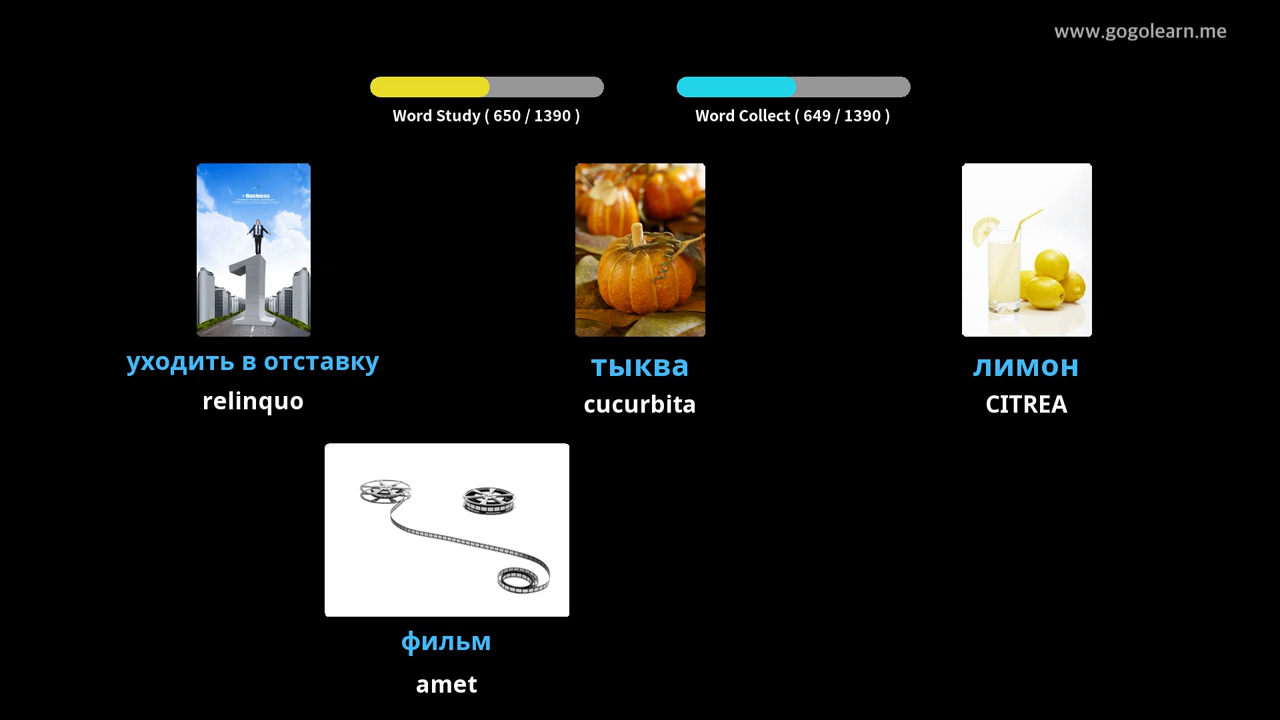 www.gogolearn.me
Word Study ( 650 / 1390 )
Word Collect ( 649 / 1390 )
Business
уходить в отставку
relinquo
тыква
cucurbita
лимон
CITREA
фильм
amet